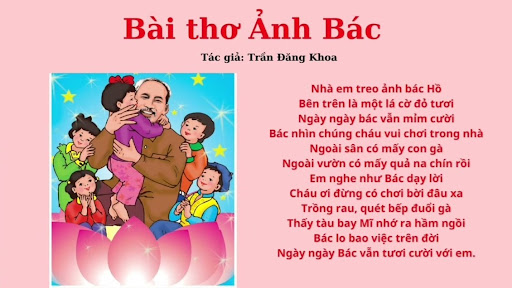 Bài thơ Ảnh Bác
Tác giả: Trần Đăng Khoa
Nhà em treo ảnh bác Hồ
Bên trên là một lá cờ đỏ tươi
Ngày ngày bác vẫn mỉm cười
Bác nhìn chúng cháu vui chơi trong nhà
Ngoài sân có mấy con gà
Ngoài vườn có mấy quả na chín rồi
Em nghe như Bác dạy lời
Cháu ơi đừng có chơi bời đâu xa
Trồng rau, quét bếp đuổi gà
Thấy tàu bay Mĩ nhớ ra hầm ngồi
Bác lo bao việc trên đời
Ngày ngày Bác vẫn tươi cười với em.